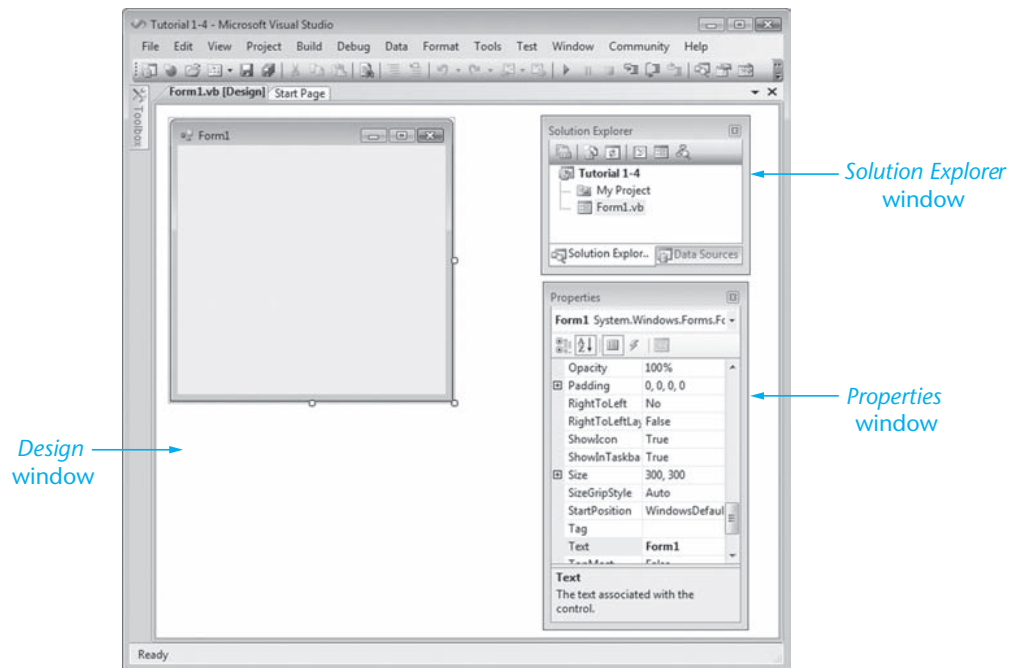 Tutorial 1-4 - Microsoft Visual Studio
File Edit View Project Build Debug Data Format Tools Test Window Community Help
Toolbox
Form1.vb [Design] Start Page
Form1
Solution Explorer
Tutorial 1-4
My Project
Form1.vb
Solution Explor.. Data Sources
Solution Explorer
window
Properties
Form1 System.Windows.Forms.Fc
Opacity 100%
Padding 0, 0, 0, 0
RightToLeft No
RightToLeftLay False
ShowIcon True
ShowInTaskba True
Size 300, 300
SizeGripStyle Auto
StartPosition WindowsDefaul
Tag
Text Form1
Text
The text associated with the
control.
Properties
window
Design
window
Ready